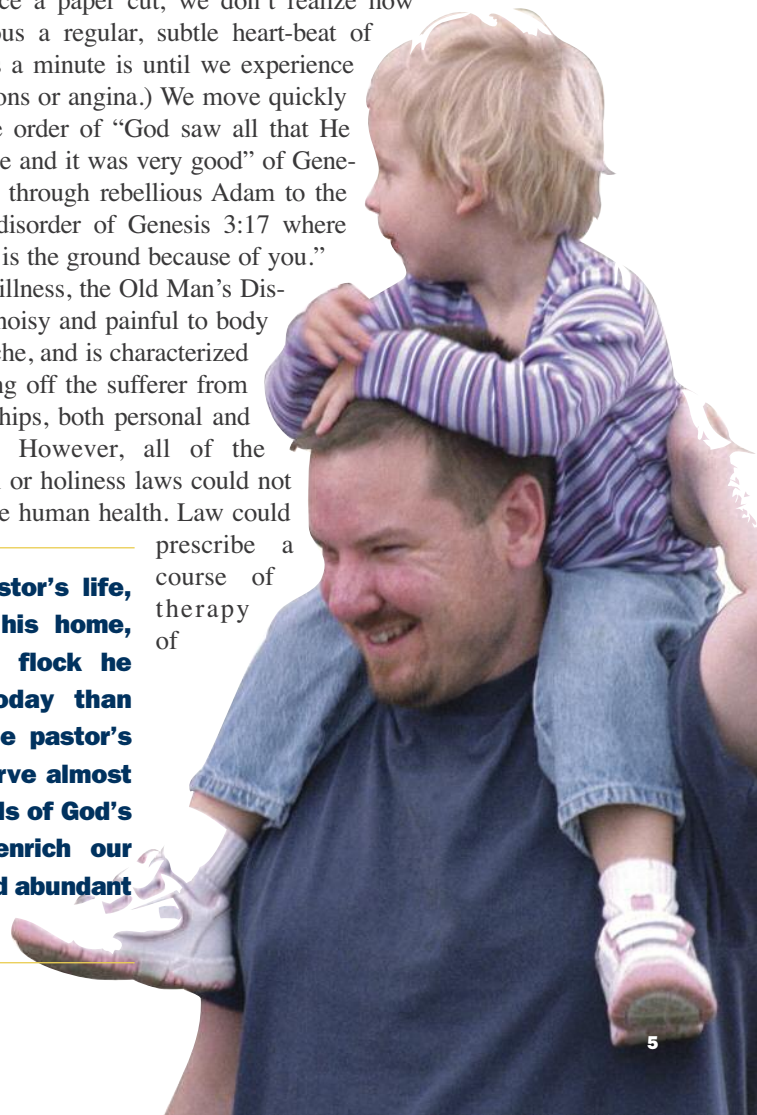 ce a paper cut, we don’t realize how
ous a regular, subtle heart-beat of
s a minute is until we experience
ons or angina.) We move quickly
e order of “God saw all that He
e and it was very good” of Gene-
through rebellious Adam to the
disorder of Genesis 3:17 where
is the ground because of you.”
illness, the Old Man’s Dis-
noisy and painful to body
che, and is characterized
ng off the sufferer from
hips, both personal and
However, all of the
or holiness laws could not
e human health. Law could
prescribe a
course of
therapy
of
stor’s life,
his home,
flock he
oday than
e pastor’s
rve almost
ls of God’s
enrich our
d abundant
5